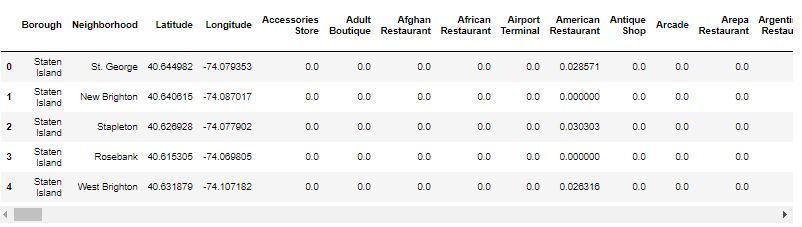 Borough Neighborhood Latitude Longitude Accessories Store Adult Boutique Afghan Restaurant African Restaurant Airport Terminal American Restaurant Antique Shop Arcade Arepa Restaurant Argenti Restau
0 Staten Island St. George 40.644982 -74.079353 0.0 0.0 0.0 0.0 0.0 0.028571 0.0 0.0 0.0
1 Staten Island New Brighton 40.640615 -74.087017 0.0 0.0 0.0 0.0 0.0 0.000000 0.0 0.0 0.0
2 Staten Island Stapleton 40.626928 -74.077902 0.0 0.0 0.0 0.0 0.0 0.030303 0.0 0.0 0.0
3 Staten Island Rosebank 40.615305 -74.069805 0.0 0.0 0.0 0.0 0.0 0.000000 0.0 0.0 0.0
4 Staten Island West Brighton 40.631879 -74.107182 0.0 0.0 0.0 0.0 0.0 0.026316 0.0 0.0 0.0